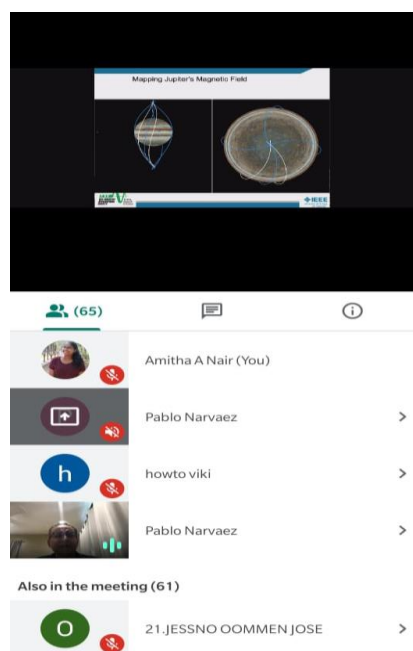 Mapping Jupiter's Magnetic Field
IEEE
(65)
Amitha A Nair (You)
Pablo Narvaez
h
howto viki
Pablo Narvaez
Also in the meeting (61)
O
21.JESSNO OOMMEN JOSE